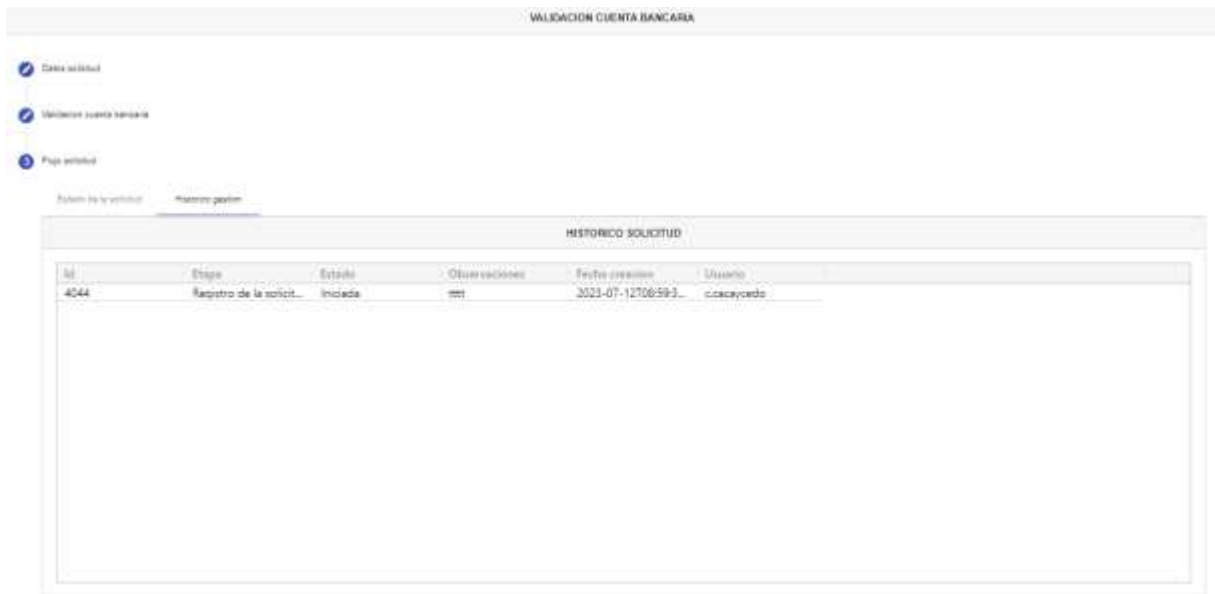 VALIDACION CUENTA BANCARIA
Datos solicitud
Validacion cuenta bancaria
3 Flujo solicitud
Estado de la solicitud Historico gestion
HISTORICO SOLICITUD
Id Etapa Estado Observaciones Fecha creacion Usuario
4044 Registro de la solicit... Iniciada 2023-07-12T08:59:3... c.cacaycedo